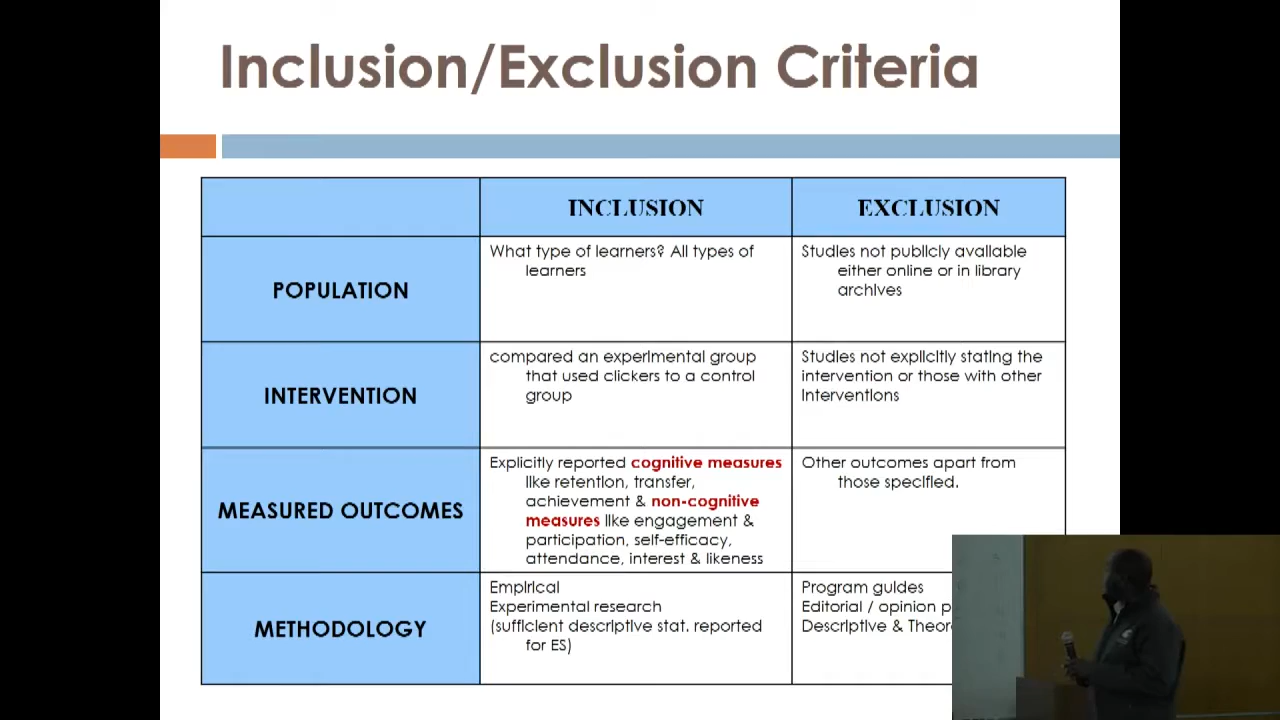 Inclusion/Exclusion Criteria
INCLUSION
EXCLUSION
POPULATION
What type of learners? All types of
learners
Studies not publicly available
either online or in library
archives
INTERVENTION
compared an experimental group
that used clickers to a control
group
Studies not explicitly stating the
intervention or those with other
interventions
MEASURED OUTCOMES
Explicitly reported cognitive measures
like retention, transfer,
achievement & non-cognitive
measures like engagement &
participation, self-efficacy,
attendance, interest & likeness
Other outcomes apart from
those specified.
METHODOLOGY
Empirical
Experimental research
(sufficient descriptive stat. reported
for ES)
Program guides
Editorial / opinion
Descriptive &